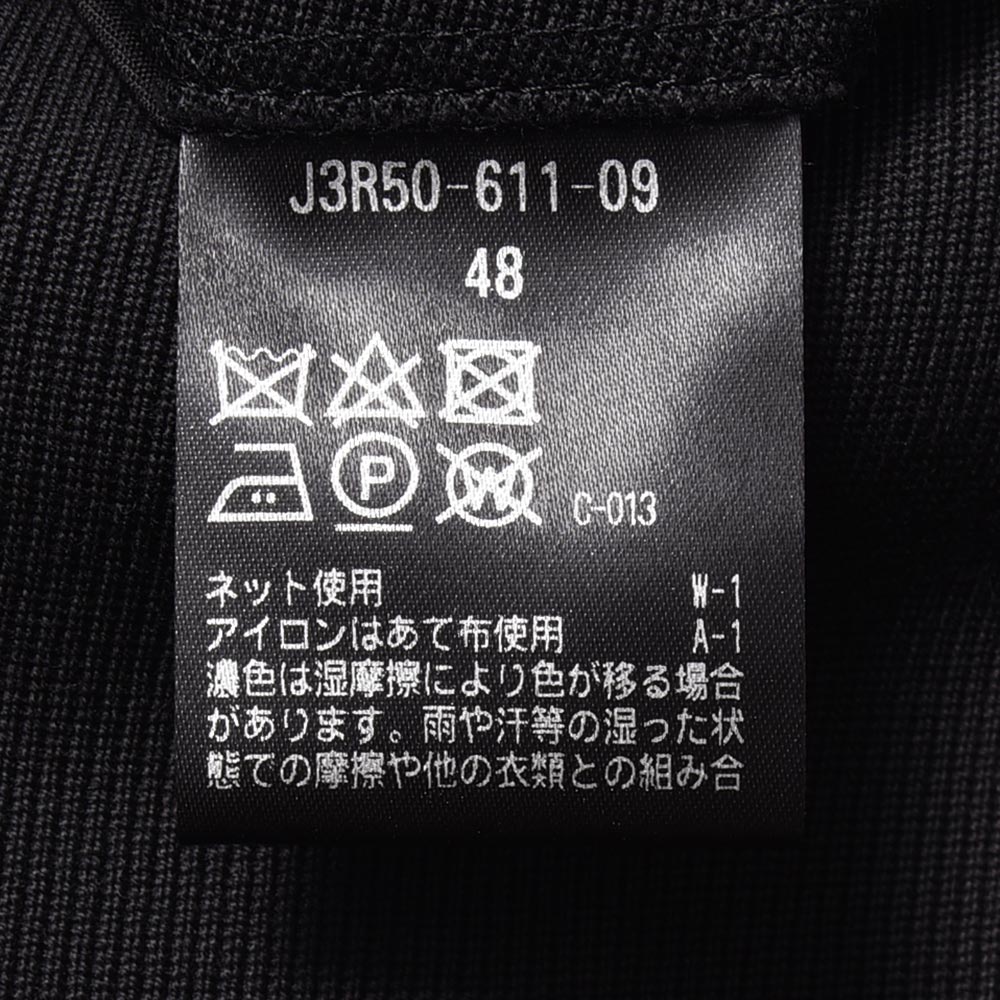 J3R50-611-09
48
P W C-013
ネット使用 W-1
アイロンはあて布使用 A-1
濃色は湿摩擦により色が移る場合
があります。雨や汗等の湿った状
態での摩擦や他の衣類との組み合